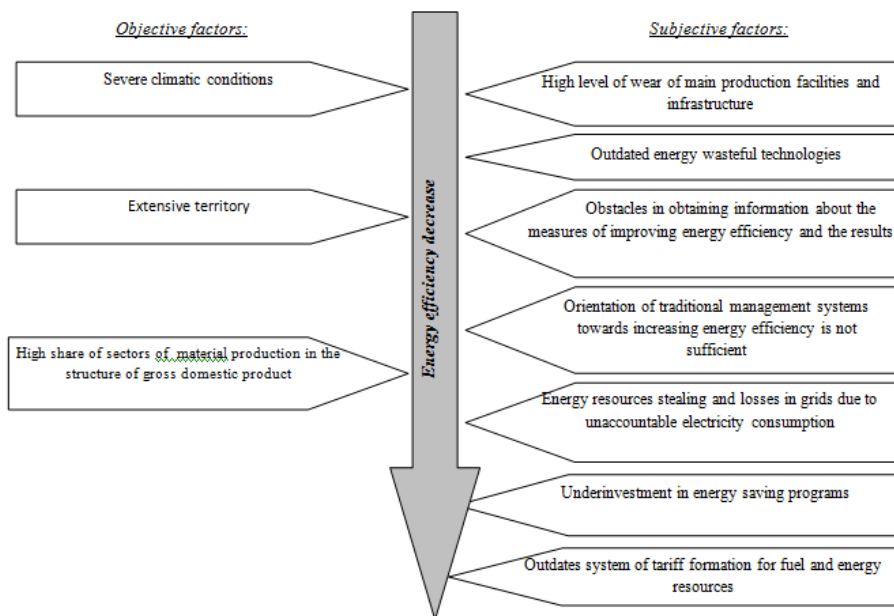 Objective factors:
Severe climatic conditions
Extensive territory
High share of sectors of material production in the
structure of gross domestic product
Energy efficiency decrease
Subjective factors:
High level of wear of main production facilities and
infrastructure
Outdated energy wasteful technologies
Obstacles in obtaining information about the
measures of improving energy efficiency and the results
Orientation of traditional management systems
towards increasing energy efficiency is not
sufficient
Energy resources stealing and losses in grids due to
unaccountable electricity consumption
Underinvestment in energy saving programs
Outdates system of tariff formation for fuel and energy
resources